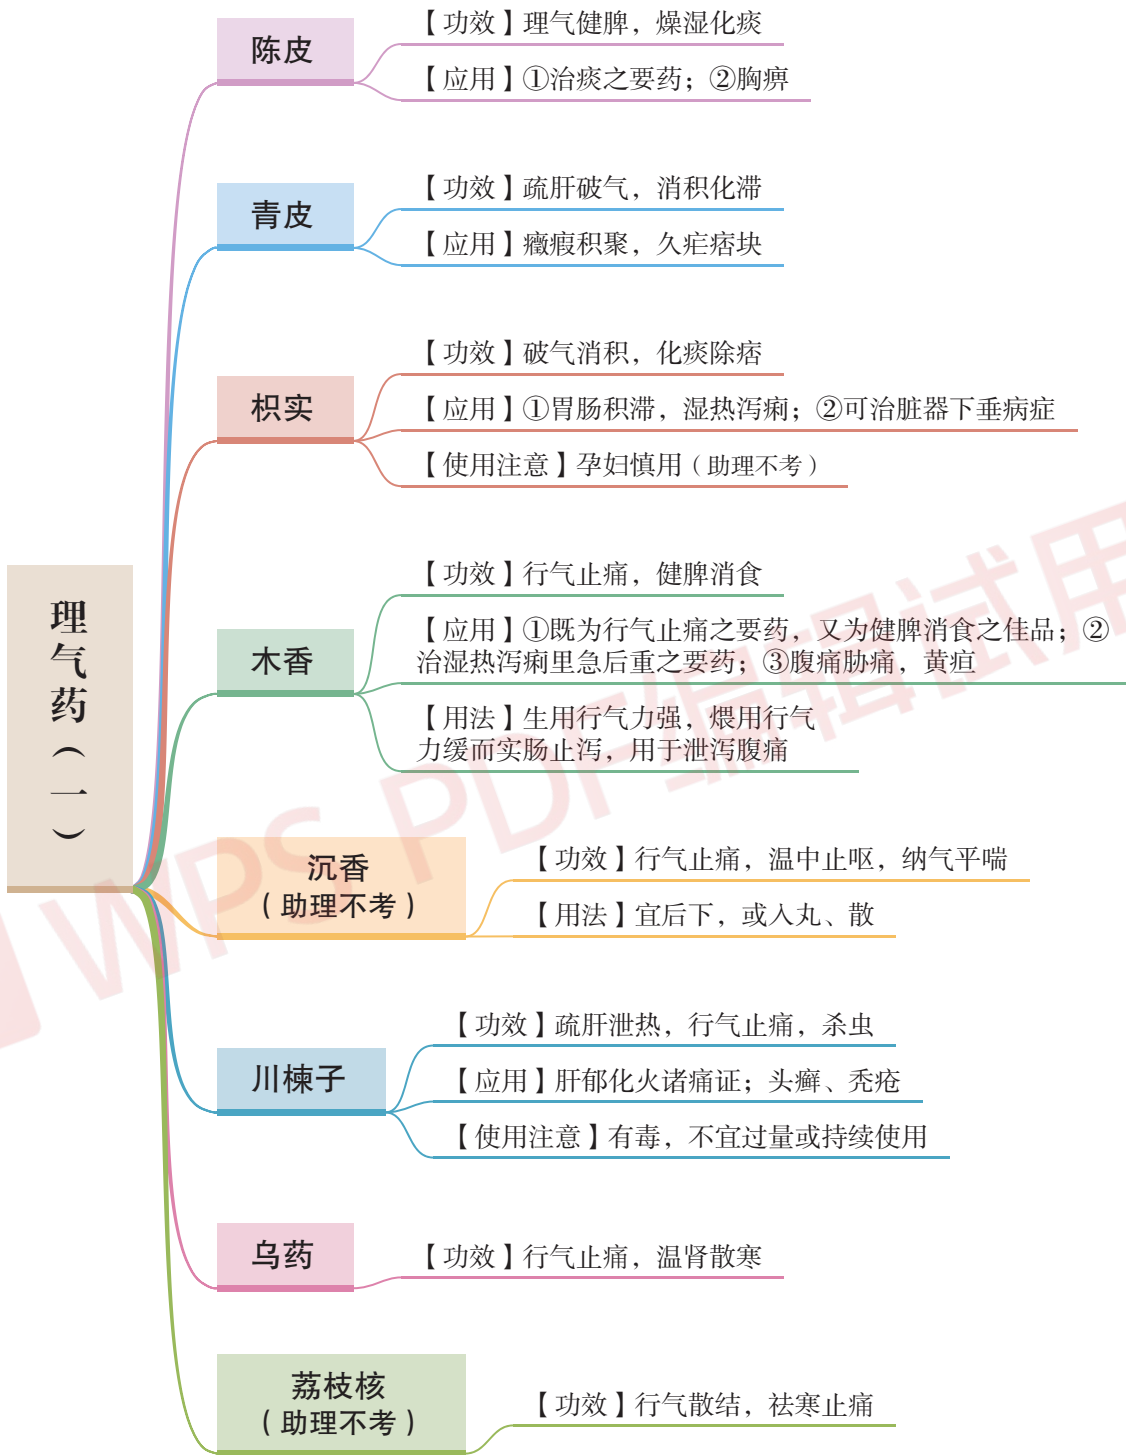 理气药（一）
陈皮
【功效】理气健脾，燥湿化痰
【应用】①治痰之要药；②胸痹
青皮
【功效】疏肝破气，消积化滞
【应用】癥瘕积聚，久疟痞块
枳实
【功效】破气消积，化痰除痞
【应用】①胃肠积滞，湿热泻痢；②可治脏器下垂病症
【使用注意】孕妇慎用（助理不考）
木香
【功效】行气止痛，健脾消食
【应用】①既为行气止痛之要药，又为健脾消食之佳品；②
治湿热泻痢里急后重之要药；③腹痛胁痛，黄疸
【用法】生用行气力强，煨用行气
力缓而实肠止泻，用于泄泻腹痛
沉香
（助理不考）
【功效】行气止痛，温中止呕，纳气平喘
【用法】宜后下，或入丸、散
川楝子
【功效】疏肝泄热，行气止痛，杀虫
【应用】肝郁化火诸痛证；头癣、秃疮
【使用注意】有毒，不宜过量或持续使用
乌药
【功效】行气止痛，温肾散寒
荔枝核
（助理不考）
【功效】行气散结，祛寒止痛
WPS PDF编辑试用